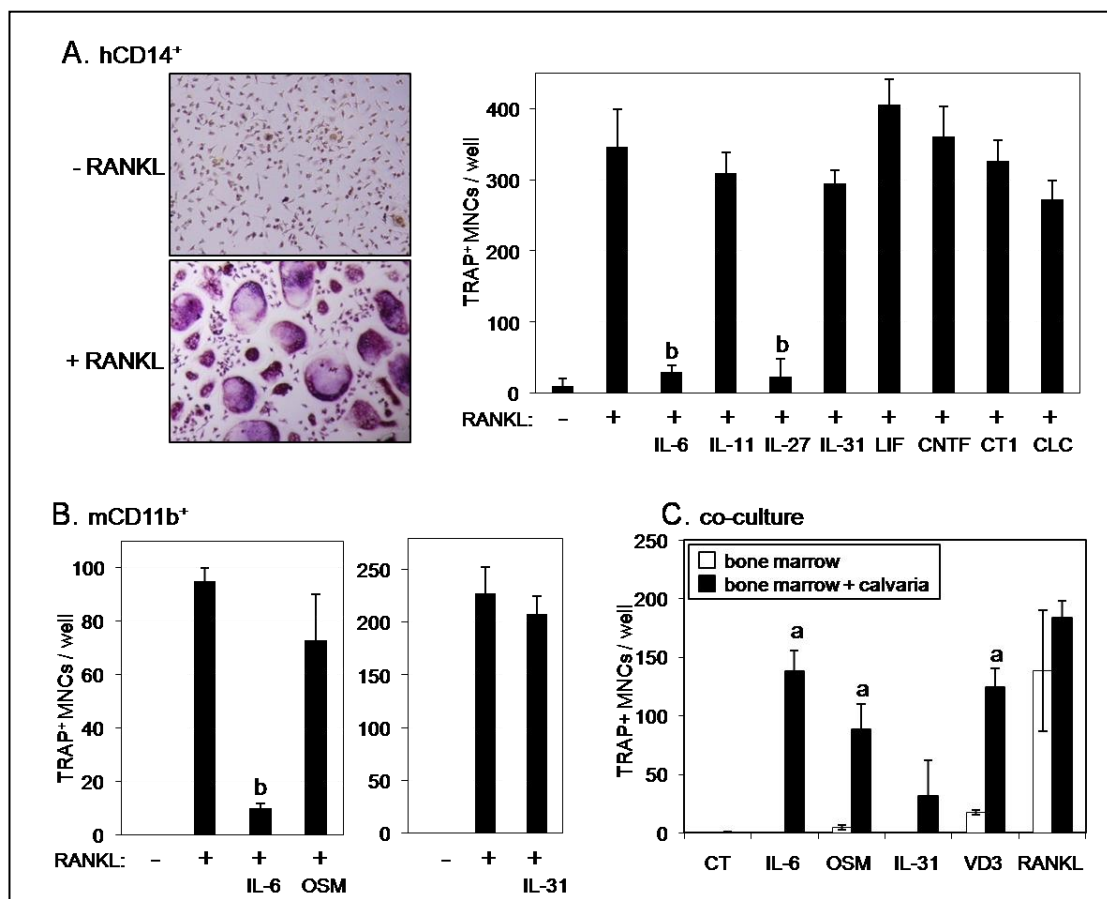 A. hCD14⁺
- RANKL
+ RANKL
TRAP⁺ MNCs / well
400
300
200
100
0
RANKL: - + + + + + + + + +
IL-6 IL-11 IL-27 IL-31 LIF CNTF CT1 CLC
b b
B. mCD11b⁺
TRAP⁺ MNCs / well
100
80
60
40
20
0
b
RANKL: - + + +
IL-6 OSM
250
200
150
100
50
0
- + +
IL-31
C. co-culture
bone marrow
bone marrow + calvaria
TRAP+ MNCs / well
250
200
150
100
50
0
a a a
CT IL-6 OSM IL-31 VD3 RANKL